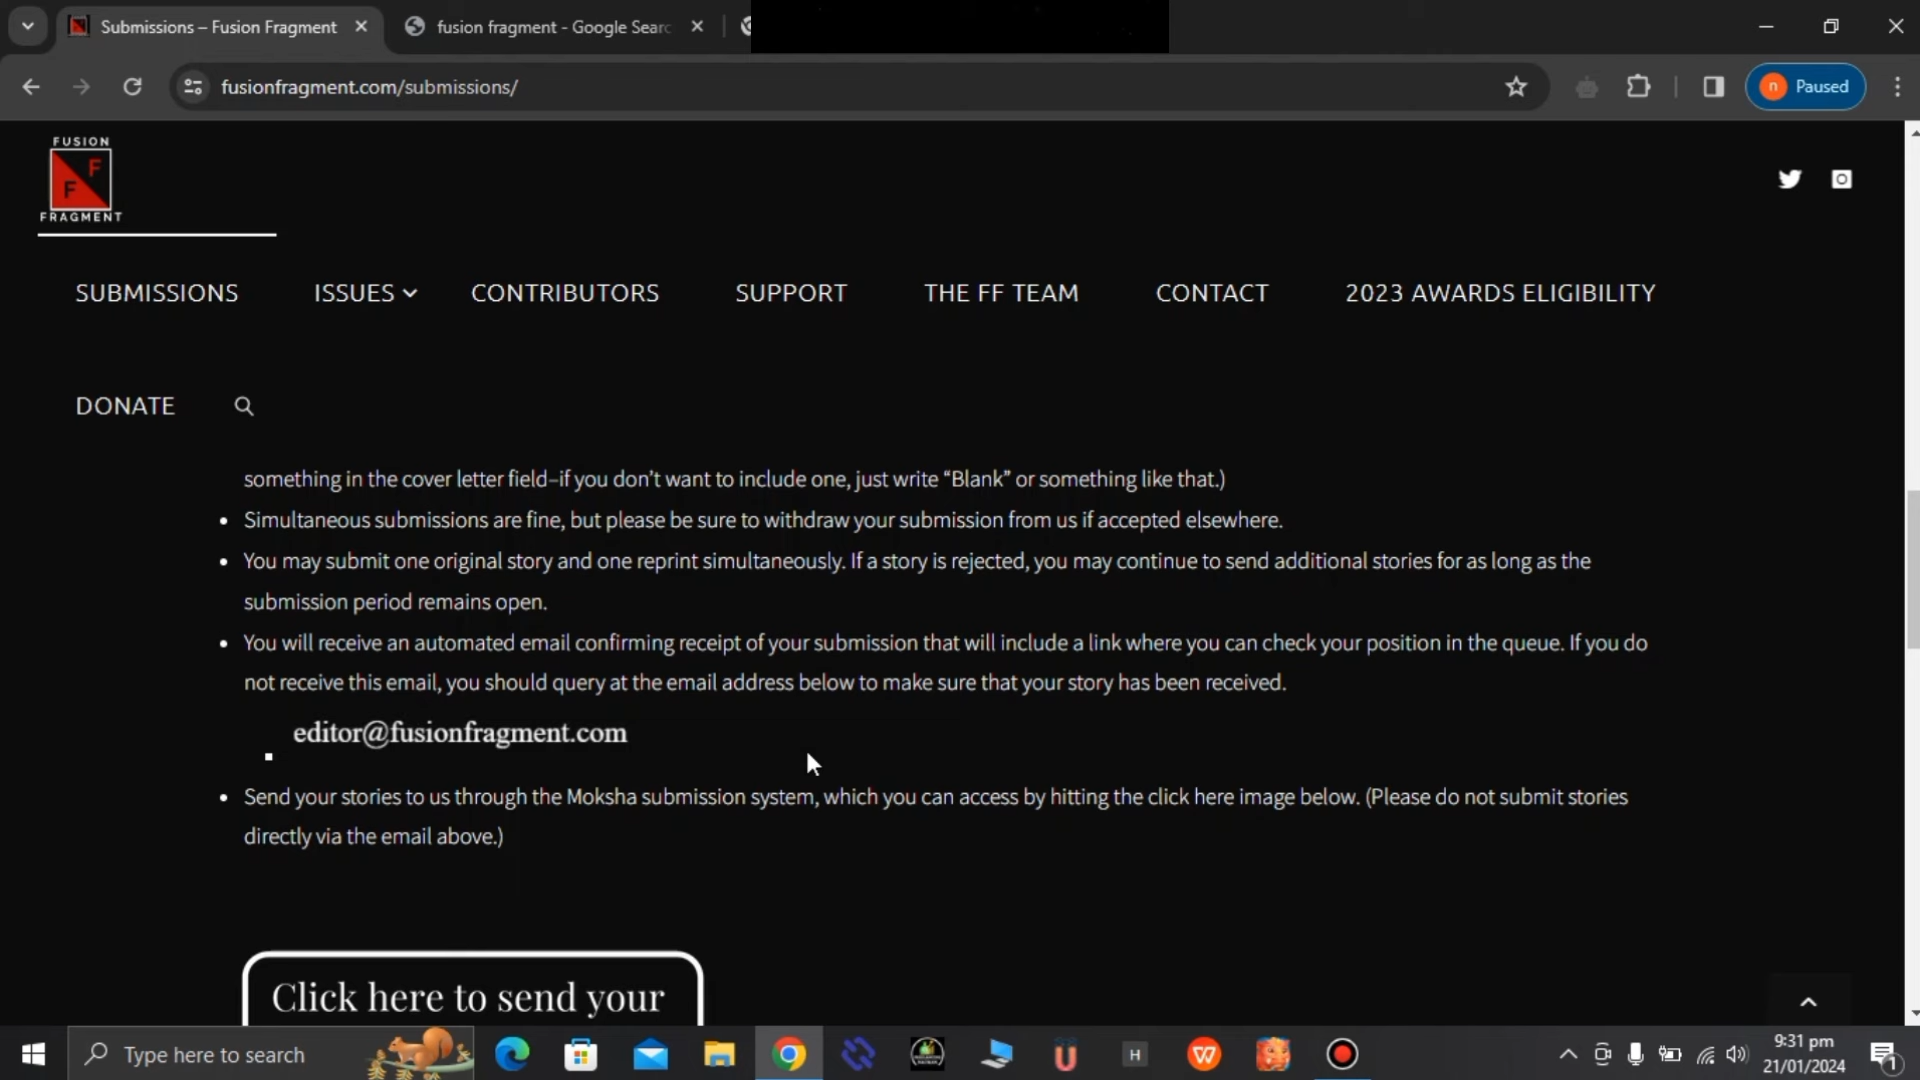 Submissions – Fusion Fragment
fusion fragment - Google Searc
fusionfragment.com/submissions/
n Paused
FUSION
F
F
FRAGMENT
SUBMISSIONS ISSUES CONTRIBUTORS SUPPORT THE FF TEAM CONTACT 2023 AWARDS ELIGIBILITY
DONATE
something in the cover letter field–if you don’t want to include one, just write “Blank” or something like that.)
Simultaneous submissions are fine, but please be sure to withdraw your submission from us if accepted elsewhere.
You may submit one original story and one reprint simultaneously. If a story is rejected, you may continue to send additional stories for as long as the
submission period remains open.
You will receive an automated email confirming receipt of your submission that will include a link where you can check your position in the queue. If you do
not receive this email, you should query at the email address below to make sure that your story has been received.
editor@fusionfragment.com
Send your stories to us through the Moksha submission system, which you can access by hitting the click here image below. (Please do not submit stories
directly via the email above.)
Click here to send your
Type here to search
H
W
9:31 pm
21/01/2024
1